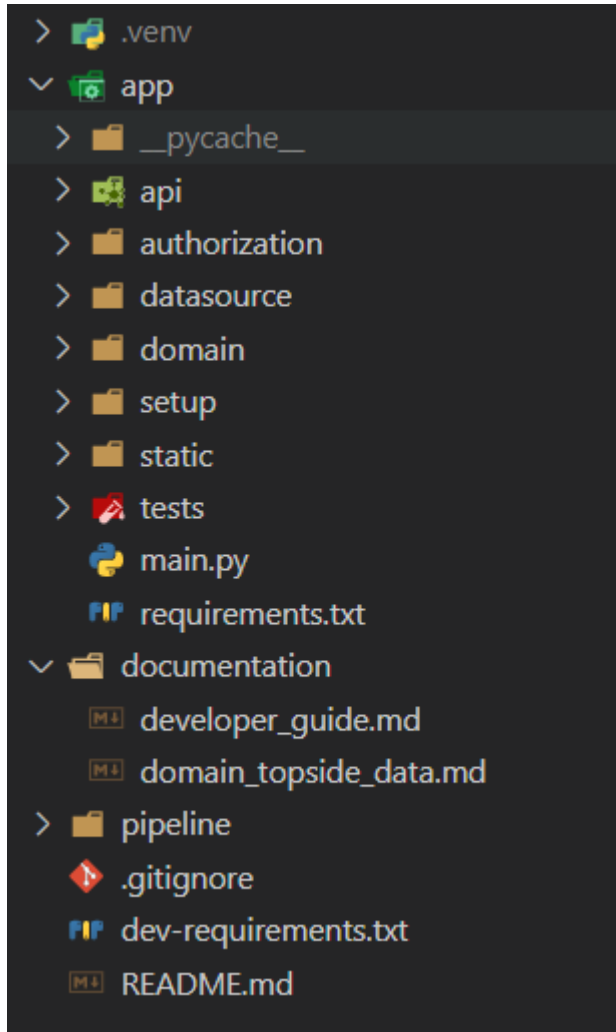 .venv
app
__pycache__
api
authorization
datasource
domain
setup
static
tests
main.py
requirements.txt
documentation
developer_guide.md
domain_topside_data.md
pipeline
.gitignore
dev-requirements.txt
README.md